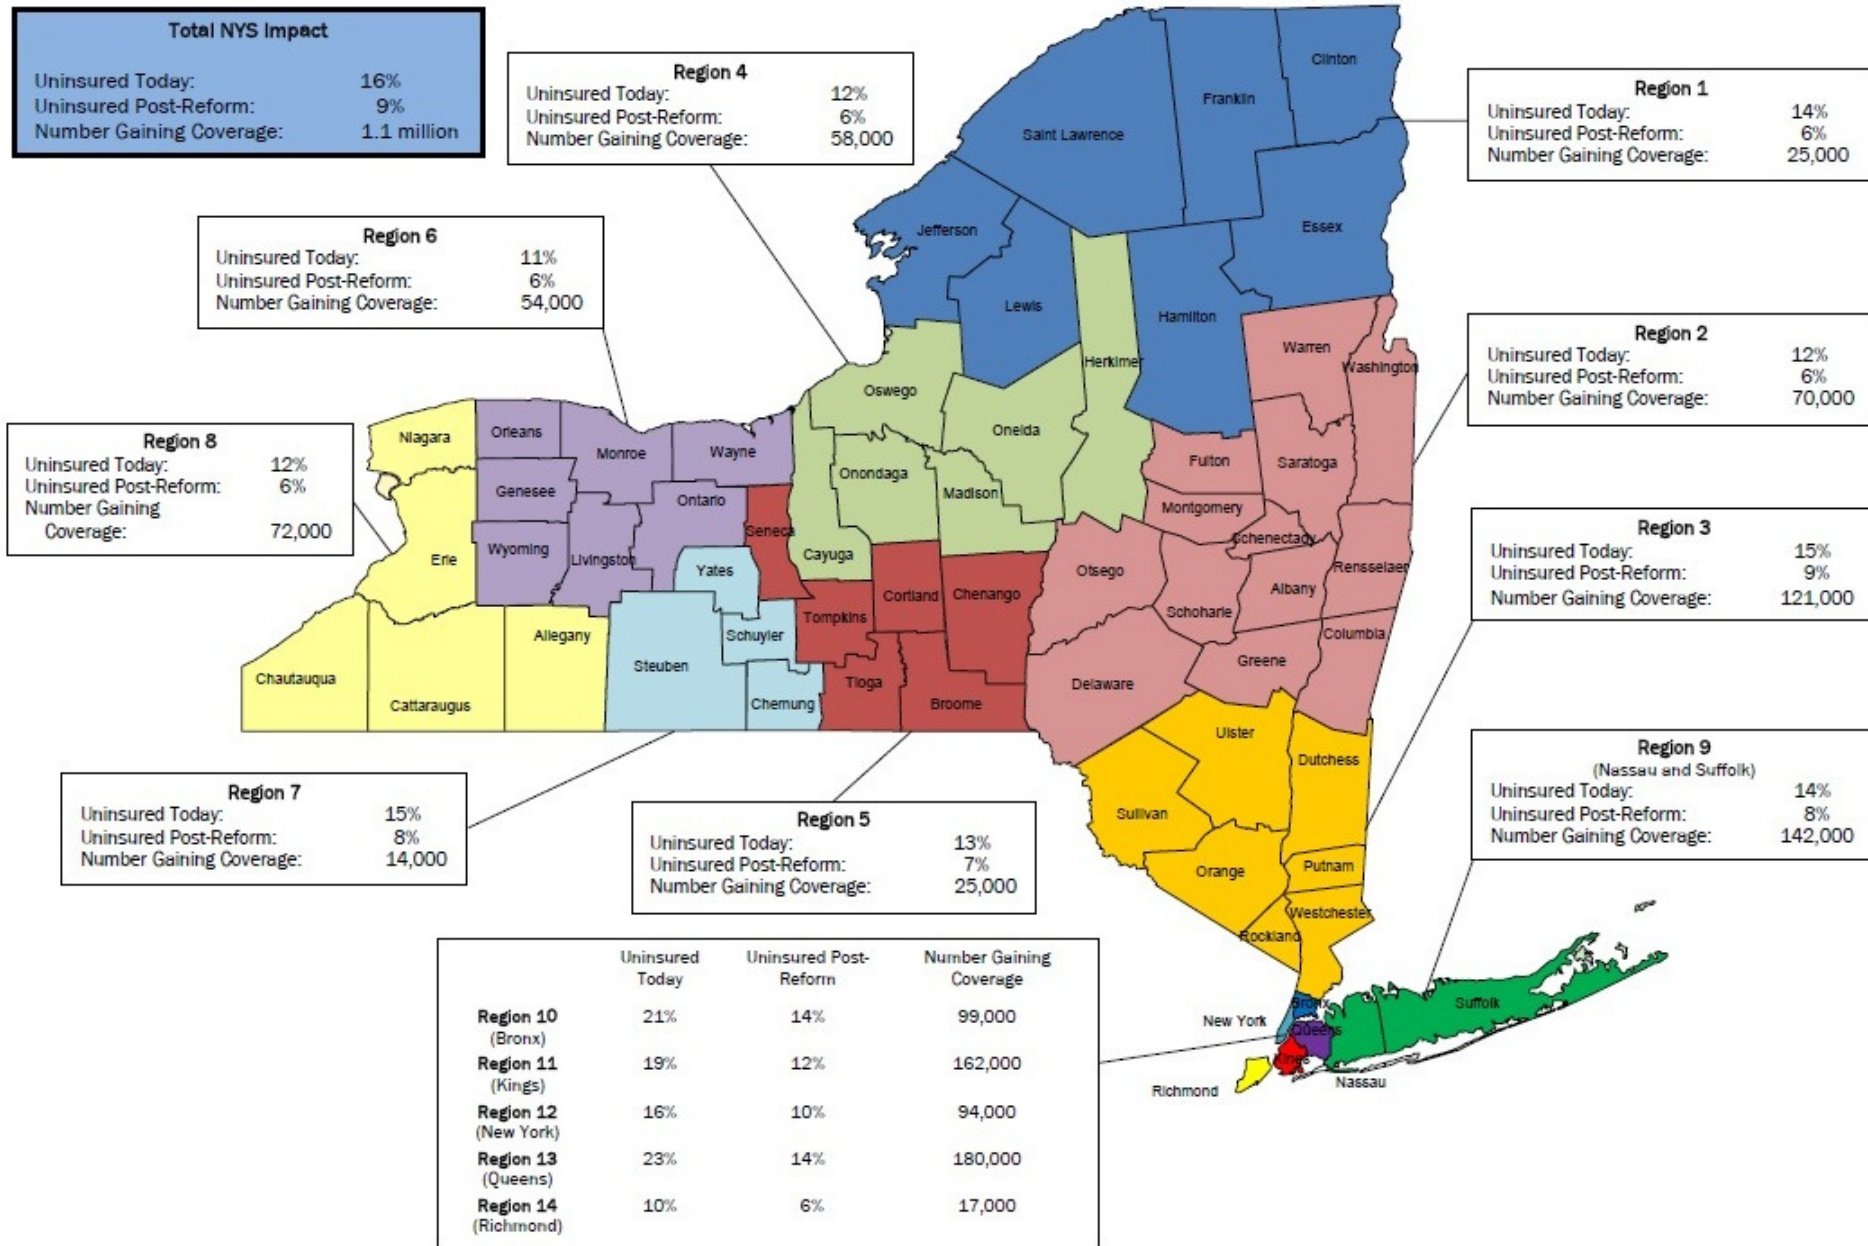 Total NYS Impact
Uninsured Today: 16%
Uninsured Post-Reform: 9%
Number Gaining Coverage: 1.1 million
Region 4
Uninsured Today: 12%
Uninsured Post-Reform: 6%
Number Gaining Coverage: 58,000
Region 1
Uninsured Today: 14%
Uninsured Post-Reform: 6%
Number Gaining Coverage: 25,000
Region 6
Uninsured Today: 11%
Uninsured Post-Reform: 6%
Number Gaining Coverage: 54,000
Region 2
Uninsured Today: 12%
Uninsured Post-Reform: 6%
Number Gaining Coverage: 70,000
Region 8
Uninsured Today: 12%
Uninsured Post-Reform: 6%
Number Gaining
Coverage: 72,000
Region 3
Uninsured Today: 15%
Uninsured Post-Reform: 9%
Number Gaining Coverage: 121,000
Region 9
(Nassau and Suffolk)
Uninsured Today: 14%
Uninsured Post-Reform: 8%
Number Gaining Coverage: 142,000
Region 7
Uninsured Today: 15%
Uninsured Post-Reform: 8%
Number Gaining Coverage: 14,000
Region 5
Uninsured Today: 13%
Uninsured Post-Reform: 7%
Number Gaining Coverage: 25,000
Uninsured Uninsured Post- Number Gaining
Today Reform Coverage
Region 10 21% 14% 99,000
(Bronx)
Region 11 19% 12% 162,000
(Kings)
Region 12 16% 10% 94,000
(New York)
Region 13 23% 14% 180,000
(Queens)
Region 14 10% 6% 17,000
(Richmond)
Clinton
Franklin
Saint Lawrence
Essex
Jefferson
Lewis
Hamilton
Herkimer
Warren
Washington
Oswego
Oneida
Niagara
Orleans
Monroe
Wayne
Fulton
Saratoga
Onondaga
Madison
Genesee
Ontario
Montgomery
Seneca
Schenectady
Wyoming
Livingston
Cayuga
Erie
Yates
Otsego
Rensselaer
Albany
Cortland
Chenango
Schoharie
Tompkins
Allegany
Schuyler
Columbia
Steuben
Greene
Chautauqua
Tioga
Delaware
Cattaraugus
Chemung
Broome
Ulster
Dutchess
Sullivan
Putnam
Orange
Westchester
Rockland
Bronx
Suffolk
New York
Queens
Kings
Nassau
Richmond